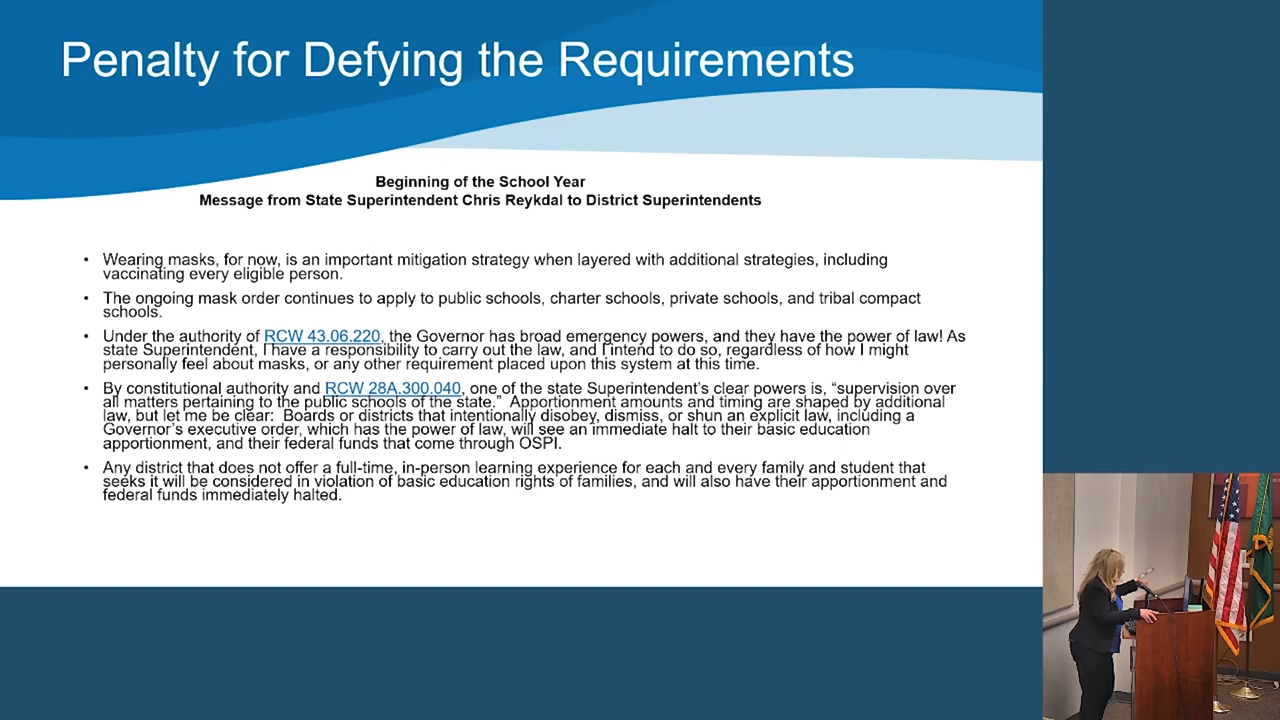 Penalty for Defying the Requirements
Beginning of the School Year
Message from State Superintendent Chris Reykdal to District Superintendents
• Wearing masks, for now, is an important mitigation strategy when layered with additional strategies, including
vaccinating every eligible person.
• The ongoing mask order continues to apply to public schools, charter schools, private schools, and tribal compact
schools.
• Under the authority of RCW 43.06.220, the Governor has broad emergency powers, and they have the power of law! As
state Superintendent, I have a responsibility to carry out the law, and I intend to do so, regardless of how I might
personally feel about masks, or any other requirement placed upon this system at this time.
• By constitutional authority and RCW 28A.300.040, one of the state Superintendent's clear powers is, “supervision over
all matters pertaining to the public schools of the state.” Apportionment amounts and timing are shaped by additional
law, but let me be clear: Boards or districts that intentionally disobey, dismiss, or shun an explicit law, including a
Governor's executive order, which has the power of law, will see an immediate halt to their basic education
apportionment, and their federal funds that come through OSPI.
• Any district that does not offer a full-time, in-person learning experience for each and every family and student that
seeks it will be considered in violation of basic education rights of families, and will also have their apportionment and
federal funds immediately halted.